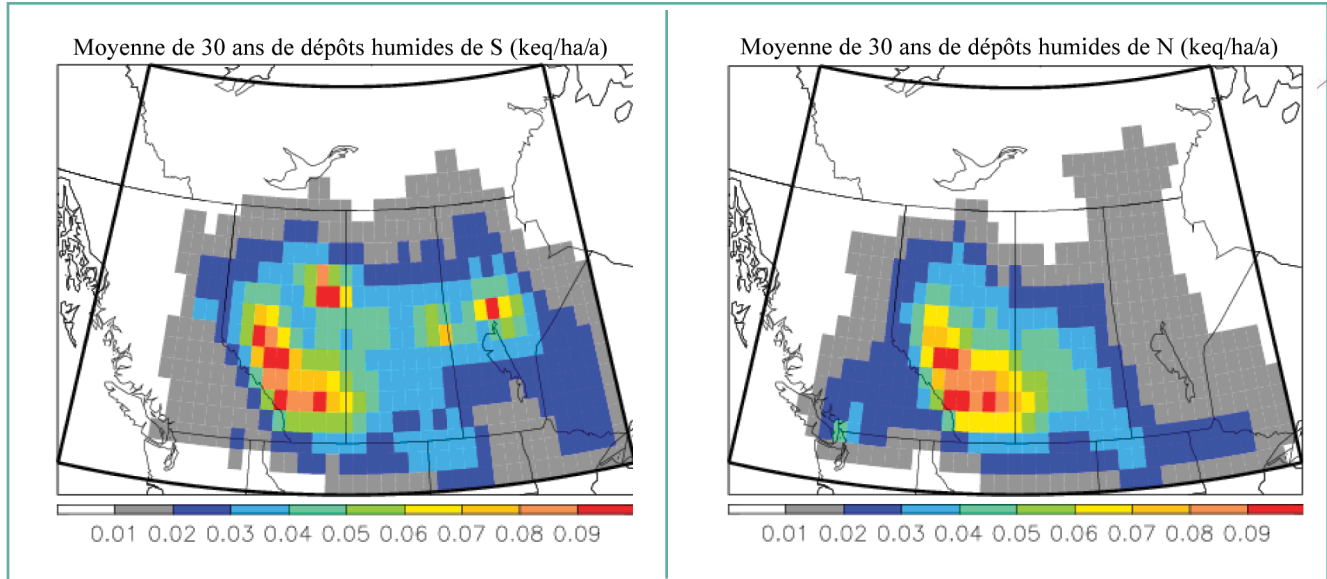 Moyenne de 30 ans de dépôts humides de S (keq/ha/a)
0.01 0.02 0.03 0.04 0.05 0.06 0.07 0.08 0.09
Moyenne de 30 ans de dépôts humides de N (keq/ha/a)
0.01 0.02 0.03 0.04 0.05 0.06 0.07 0.08 0.09